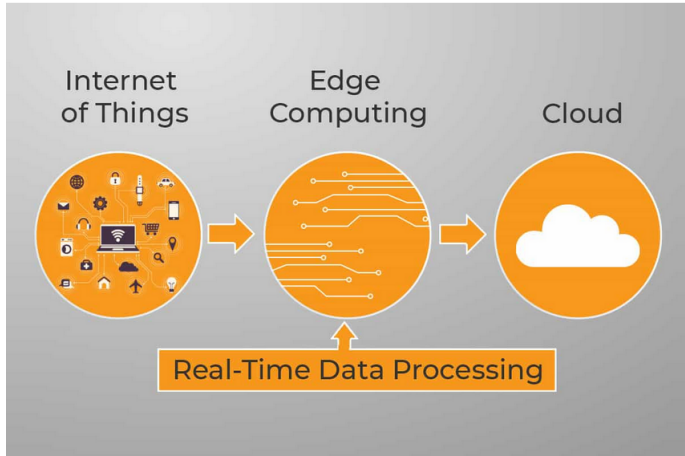 Internet
of Things
Edge
Computing
Cloud
Real-Time Data Processing